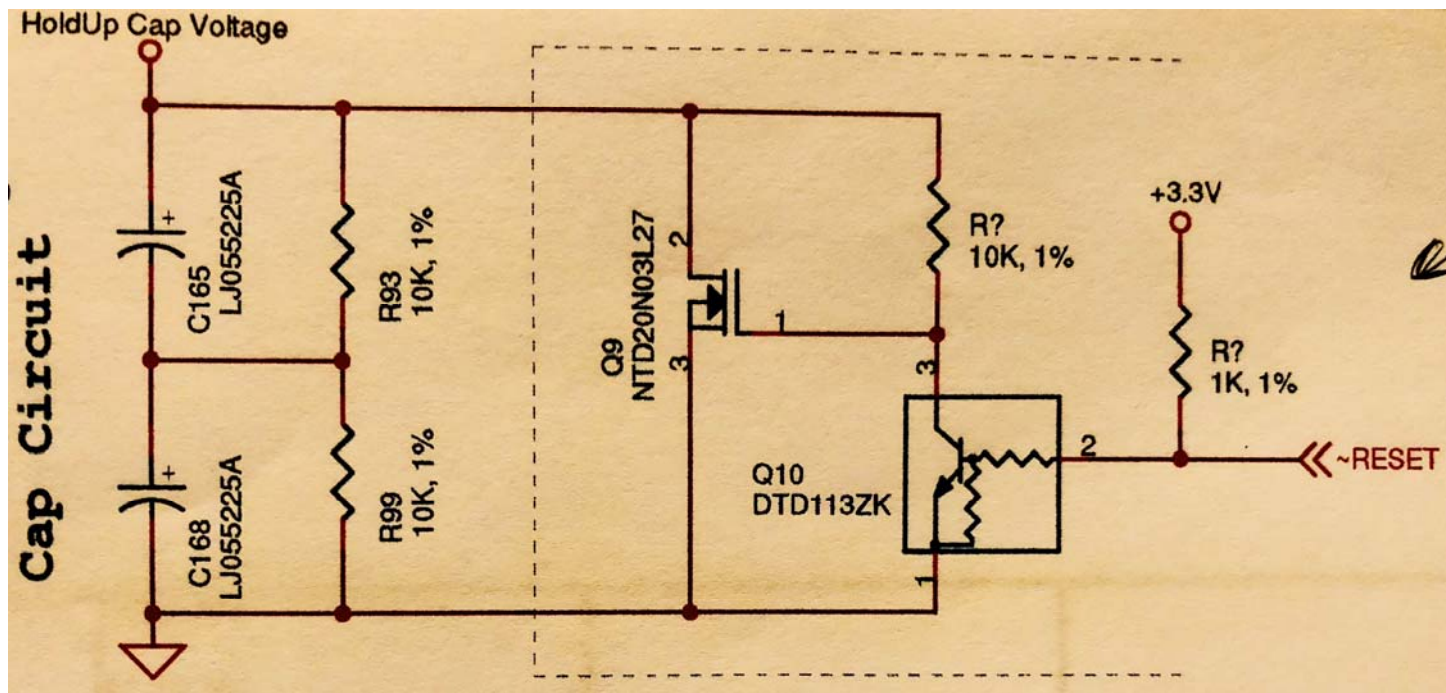 HoldUp Cap Voltage
Cap Circuit
+
C165
LJ055225A
R93
10K, 1%
+
C168
LJ055225A
R99
10K, 1%
2
Q9
NTD20N03L27
3
1
R?
10K, 1%
3
Q10
DTD113ZK
1
2
+3.3V
R?
1K, 1%
~RESET